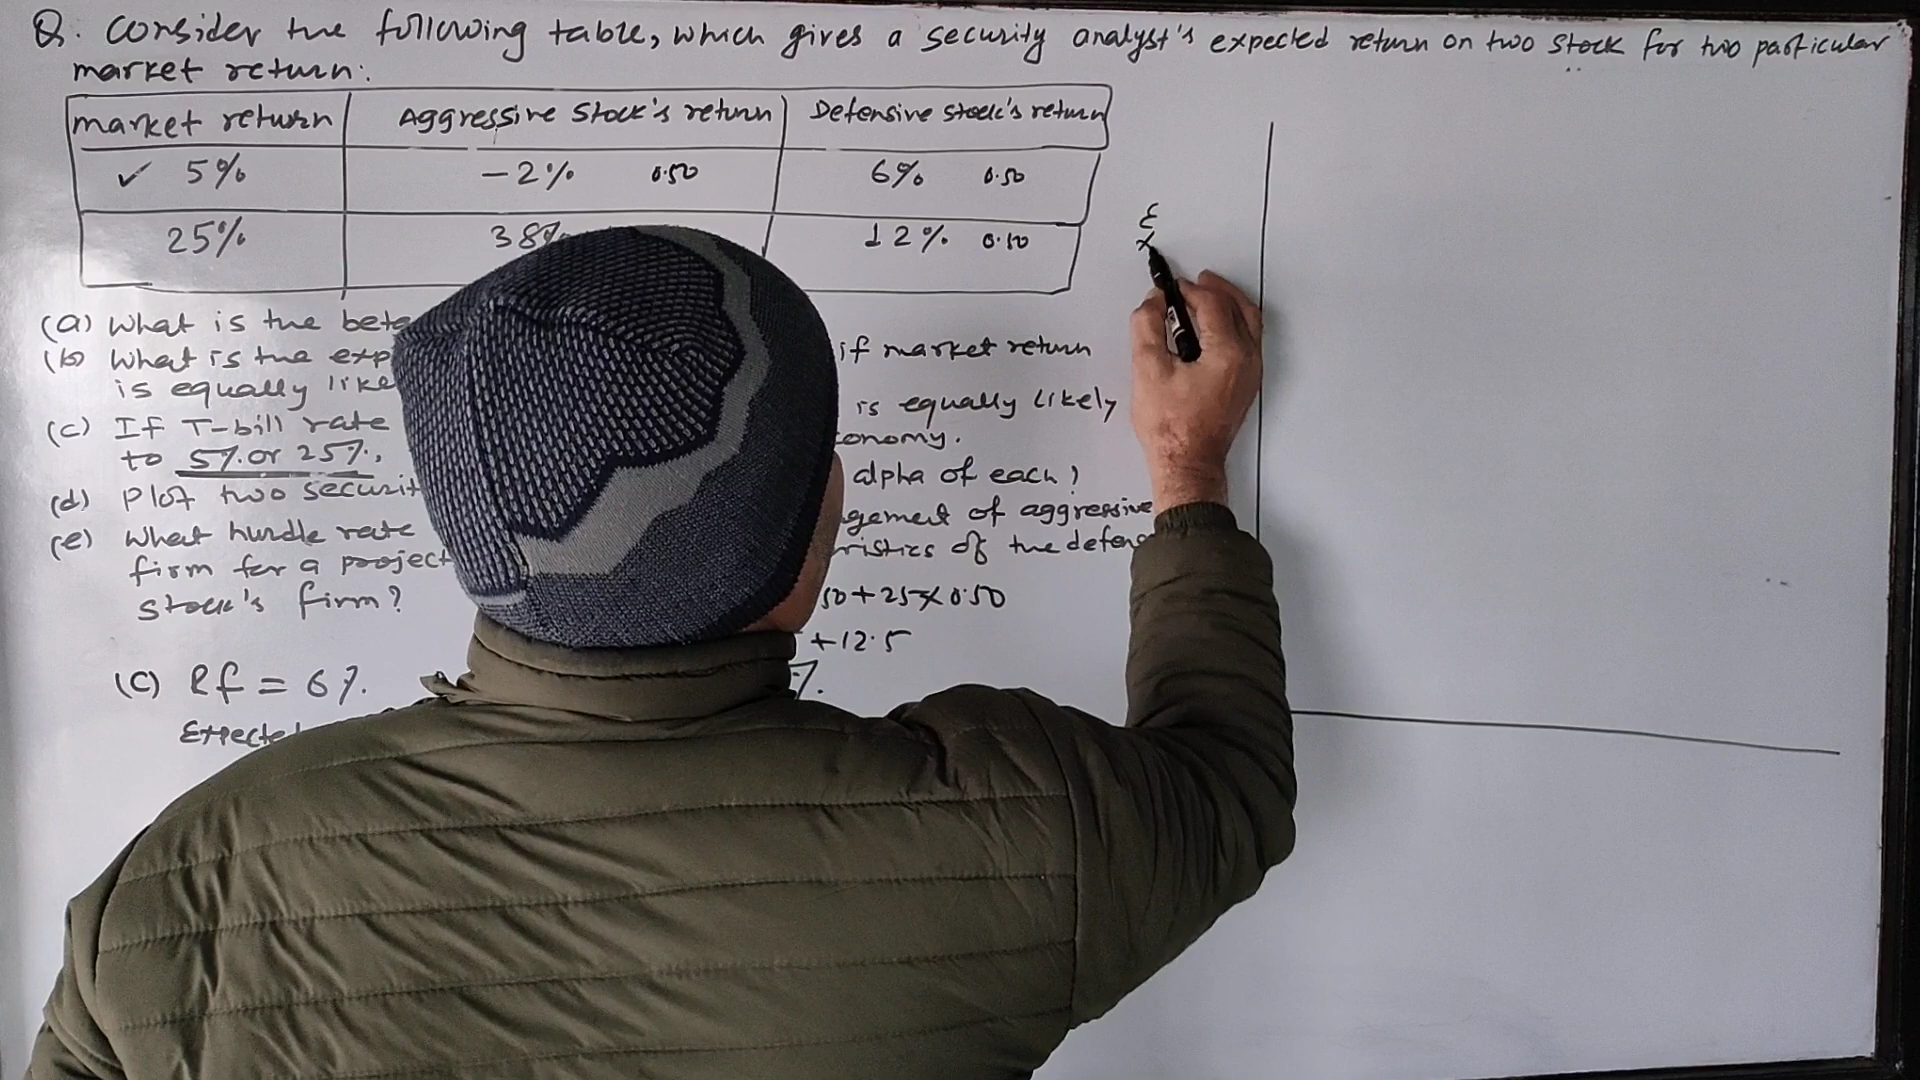 Q. Consider the following table, which gives a security analyst's expected return on two stock for two particular
market return:
market return Aggressive Stock's return Defensive stock's return
✓ 5% -2% 0.50 6% 0.50
25% 38% 12% 0.50
(a) What is the beta
(b) What is the exp if market return
is equally like
(c) If T-bill rate is equally likely
to 5% or 25%, conomy.
(d) Plot two securit alpha of each?
(e) What hurdle rate gement of aggressive
firm for a project ristics of the defens
stock's firm?
50+25×0.50
+12.5
(C) Rf = 6%. %.
Expected
Ex